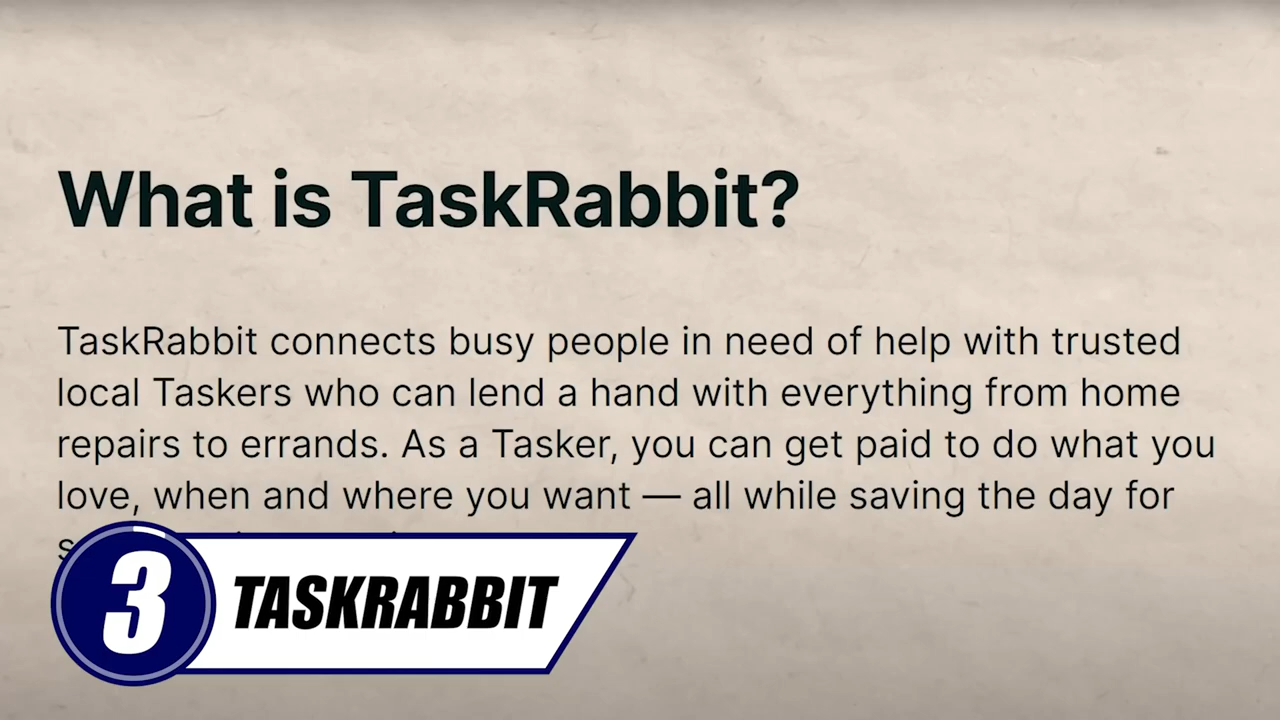 What is TaskRabbit?
TaskRabbit connects busy people in need of help with trusted
local Taskers who can lend a hand with everything from home
repairs to errands. As a Tasker, you can get paid to do what you
love, when and where you want — all while saving the day for
3 TASKRABBIT